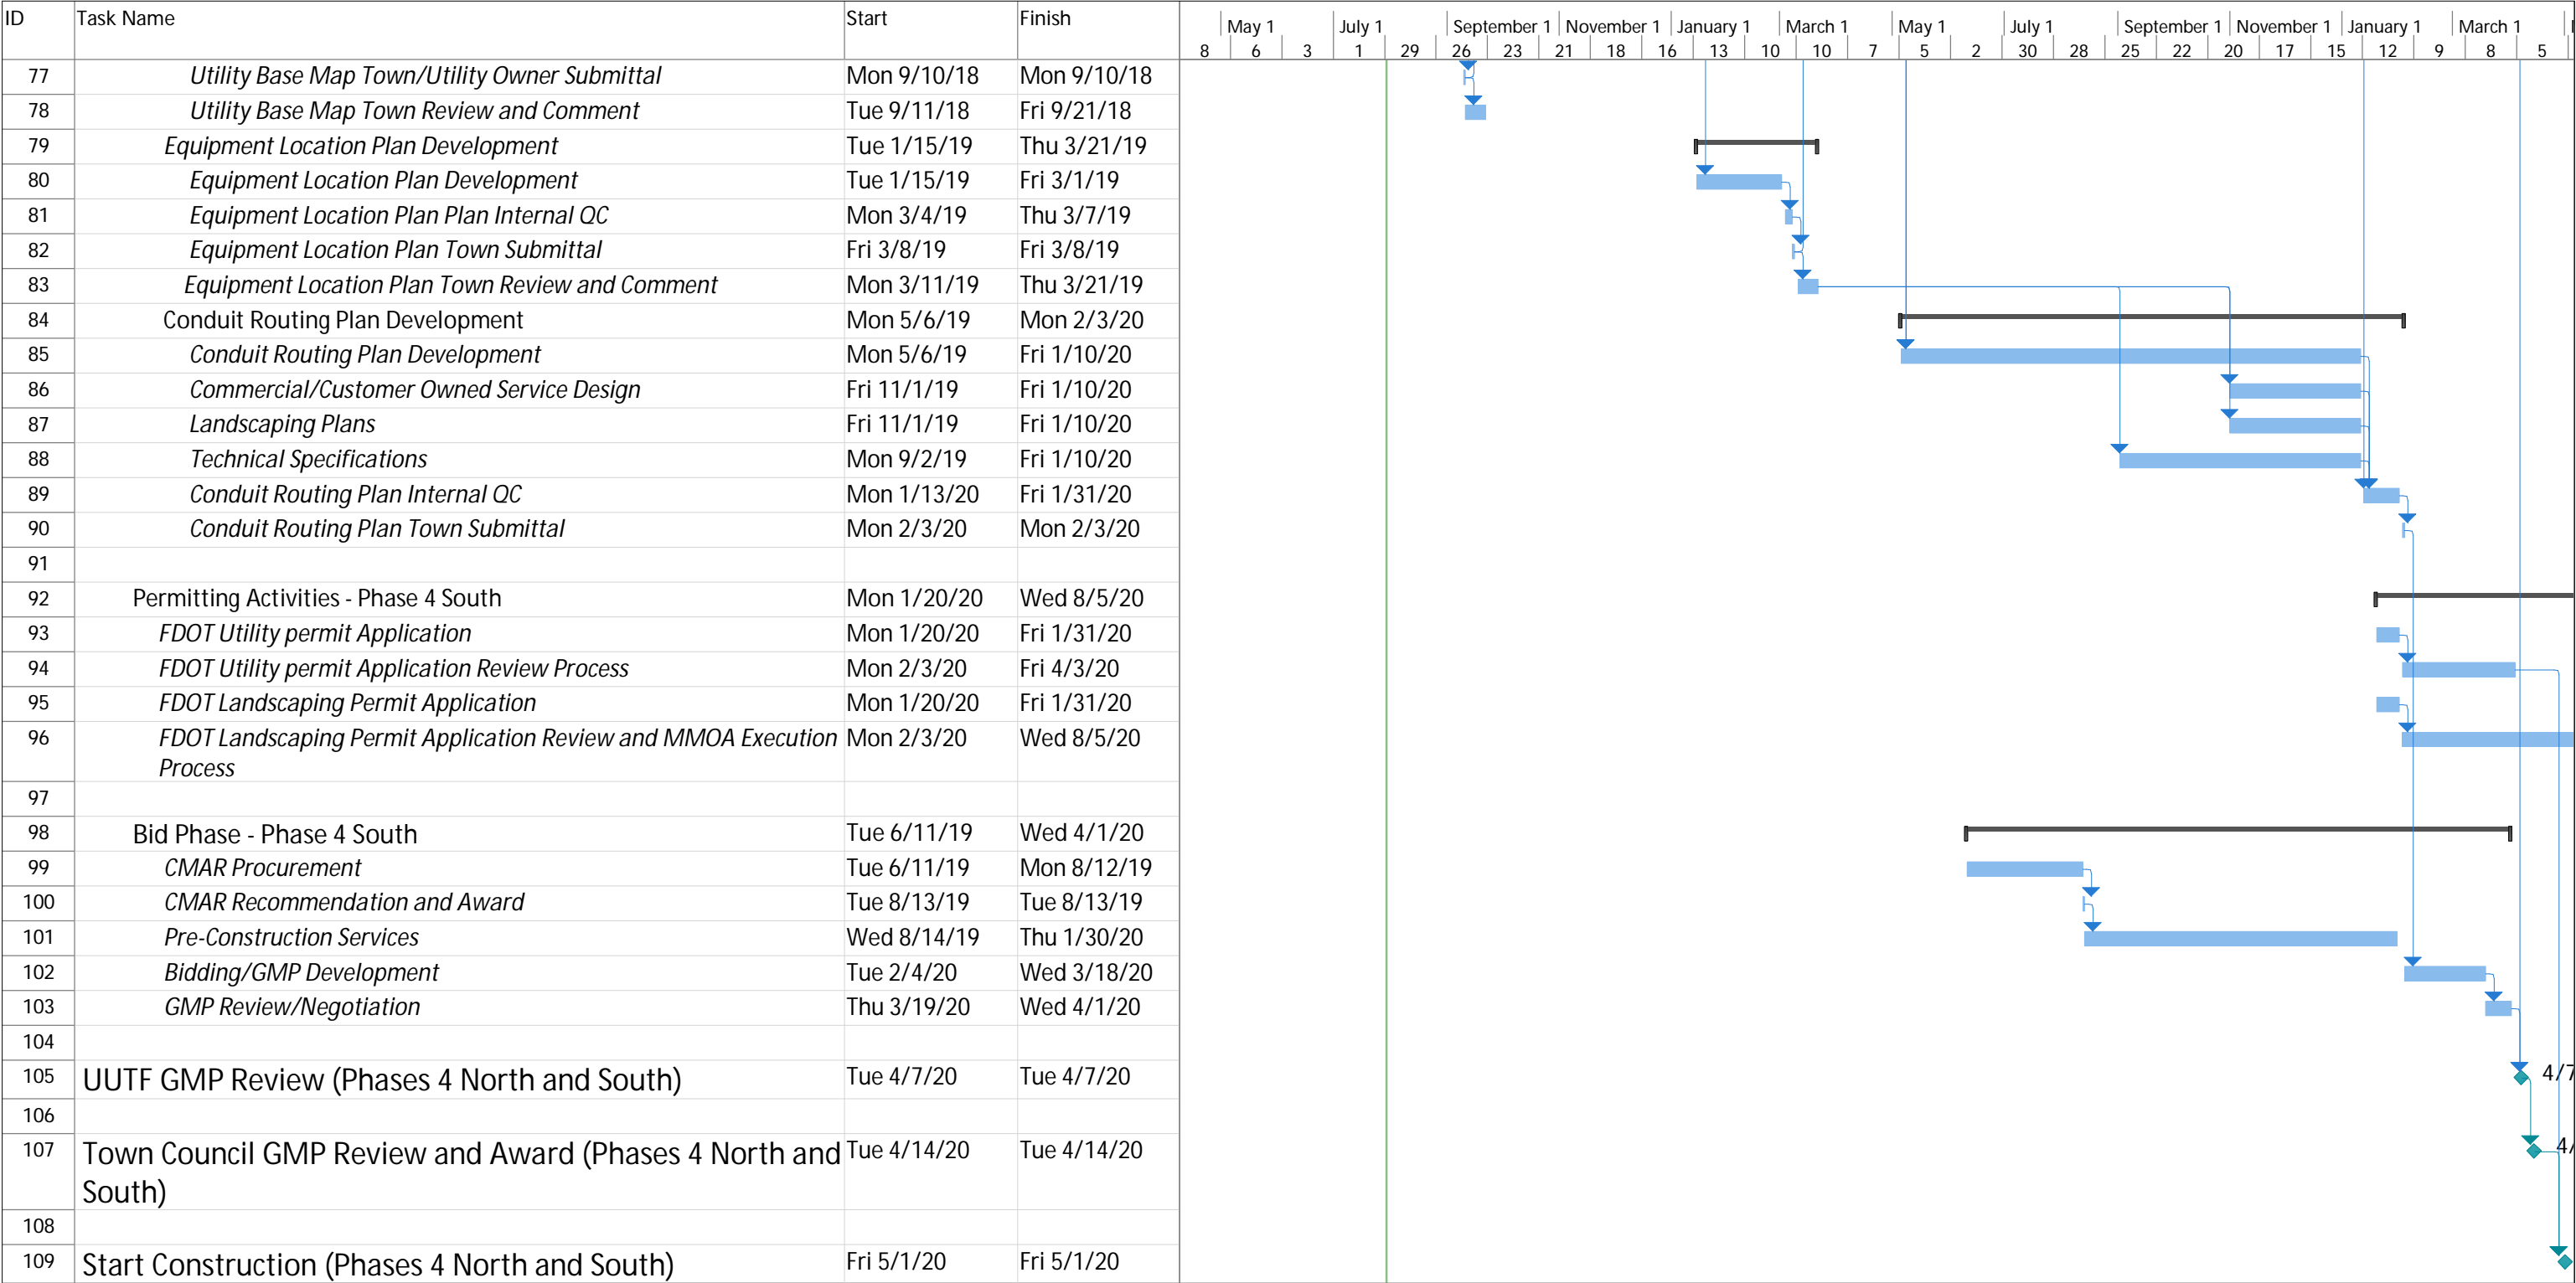 ID Task Name Start Finish May 1 July 1 September 1 November 1 January 1 March 1 May 1 July 1 September 1 November 1 January 1 March 1
8 6 3 1 29 26 23 21 18 16 13 10 10 7 5 2 30 28 25 22 20 17 15 12 9 8 5
77 Utility Base Map Town/Utility Owner Submittal Mon 9/10/18 Mon 9/10/18
78 Utility Base Map Town Review and Comment Tue 9/11/18 Fri 9/21/18
79 Equipment Location Plan Development Tue 1/15/19 Thu 3/21/19
80 Equipment Location Plan Development Tue 1/15/19 Fri 3/1/19
81 Equipment Location Plan Plan Internal QC Mon 3/4/19 Thu 3/7/19
82 Equipment Location Plan Town Submittal Fri 3/8/19 Fri 3/8/19
83 Equipment Location Plan Town Review and Comment Mon 3/11/19 Thu 3/21/19
84 Conduit Routing Plan Development Mon 5/6/19 Mon 2/3/20
85 Conduit Routing Plan Development Mon 5/6/19 Fri 1/10/20
86 Commercial/Customer Owned Service Design Fri 11/1/19 Fri 1/10/20
87 Landscaping Plans Fri 11/1/19 Fri 1/10/20
88 Technical Specifications Mon 9/2/19 Fri 1/10/20
89 Conduit Routing Plan Internal QC Mon 1/13/20 Fri 1/31/20
90 Conduit Routing Plan Town Submittal Mon 2/3/20 Mon 2/3/20
91
92 Permitting Activities - Phase 4 South Mon 1/20/20 Wed 8/5/20
93 FDOT Utility permit Application Mon 1/20/20 Fri 1/31/20
94 FDOT Utility permit Application Review Process Mon 2/3/20 Fri 4/3/20
95 FDOT Landscaping Permit Application Mon 1/20/20 Fri 1/31/20
96 FDOT Landscaping Permit Application Review and MMOA Execution Mon 2/3/20 Wed 8/5/20
Process
97
98 Bid Phase - Phase 4 South Tue 6/11/19 Wed 4/1/20
99 CMAR Procurement Tue 6/11/19 Mon 8/12/19
100 CMAR Recommendation and Award Tue 8/13/19 Tue 8/13/19
101 Pre-Construction Services Wed 8/14/19 Thu 1/30/20
102 Bidding/GMP Development Tue 2/4/20 Wed 3/18/20
103 GMP Review/Negotiation Thu 3/19/20 Wed 4/1/20
104
105 UUTF GMP Review (Phases 4 North and South) Tue 4/7/20 Tue 4/7/20 4/7
106
107 Town Council GMP Review and Award (Phases 4 North and Tue 4/14/20 Tue 4/14/20 4/
South)
108
109 Start Construction (Phases 4 North and South) Fri 5/1/20 Fri 5/1/20